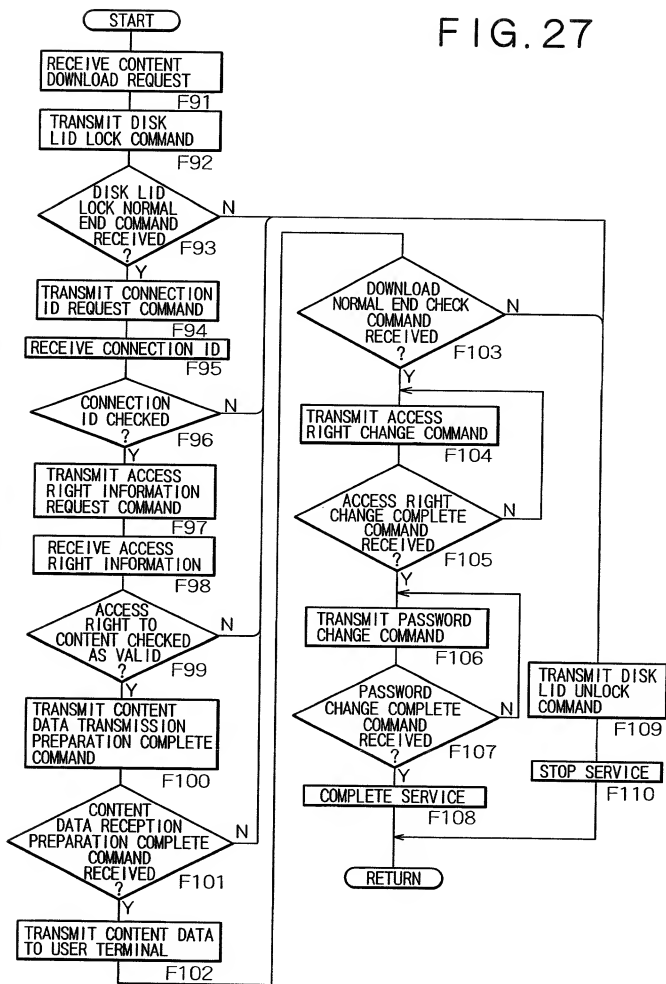 FIG. 27
START
RECEIVE CONTENT
DOWNLOAD REQUEST
F91
TRANSMIT DISK
LID LOCK COMMAND
F92
DISK LID
LOCK NORMAL
END COMMAND
RECEIVED
?
N
F93
Y
TRANSMIT CONNECTION
ID REQUEST COMMAND
F94
RECEIVE CONNECTION ID
F95
CONNECTION
ID CHECKED
?
N
F96
Y
TRANSMIT ACCESS
RIGHT INFORMATION
REQUEST COMMAND
F97
RECEIVE ACCESS
RIGHT INFORMATION
F98
ACCESS
RIGHT TO
CONTENT CHECKED
AS VALID
?
N
F99
Y
TRANSMIT CONTENT
DATA TRANSMISSION
PREPARATION COMPLETE
COMMAND
F100
CONTENT
DATA RECEPTION
PREPARATION COMPLETE
COMMAND
RECEIVED
?
N
F101
Y
TRANSMIT CONTENT DATA
TO USER TERMINAL
F102
DOWNLOAD
NORMAL END CHECK
COMMAND
RECEIVED
?
N
F103
Y
TRANSMIT ACCESS
RIGHT CHANGE COMMAND
F104
ACCESS RIGHT
CHANGE COMPLETE
COMMAND
RECEIVED
?
N
F105
Y
TRANSMIT PASSWORD
CHANGE COMMAND
F106
PASSWORD
CHANGE COMPLETE
COMMAND
RECEIVED
?
N
F107
Y
COMPLETE SERVICE
F108
TRANSMIT DISK
LID UNLOCK
COMMAND
F109
STOP SERVICE
F110
RETURN